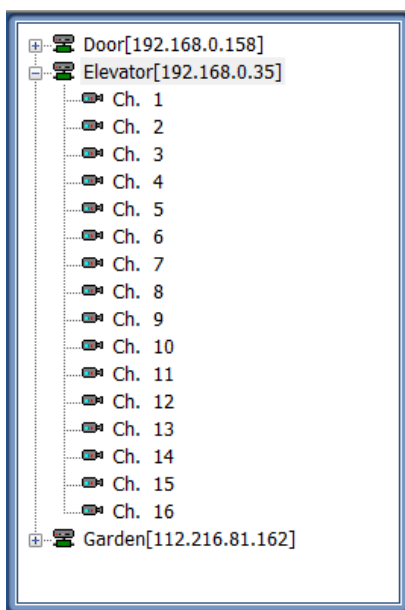 Door[192.168.0.158]
Elevator[192.168.0.35]
Ch. 1
Ch. 2
Ch. 3
Ch. 4
Ch. 5
Ch. 6
Ch. 7
Ch. 8
Ch. 9
Ch. 10
Ch. 11
Ch. 12
Ch. 13
Ch. 14
Ch. 15
Ch. 16
Garden[112.216.81.162]